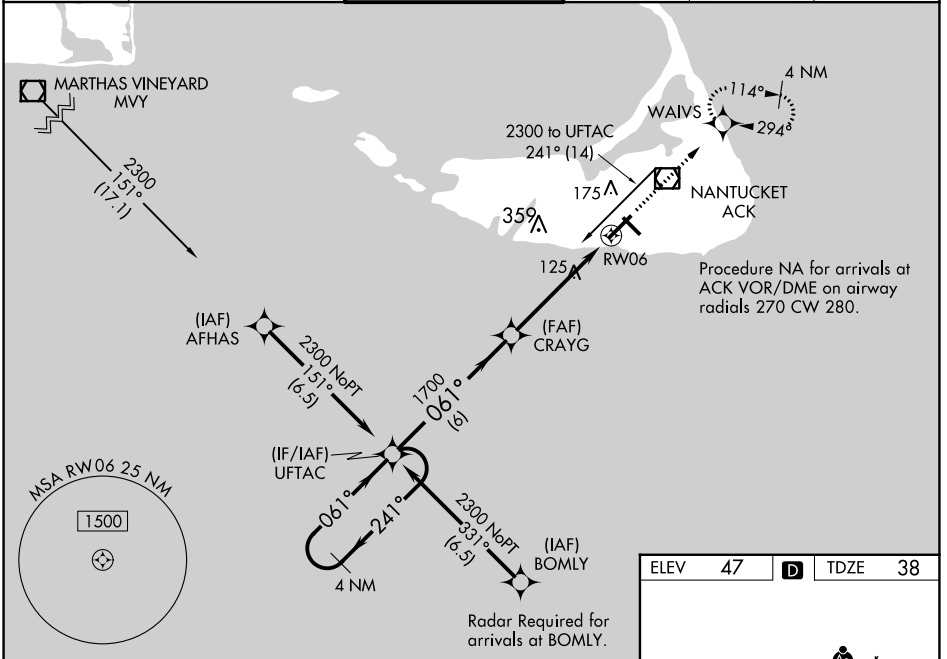 MARTHAS VINEYARD
MVY
2300
151°
(17.1)
4 NM
114°
294°
WAIVS
2300 to UFTAC
241° (14)
175
359
125
NANTUCKET
ACK
RW06
Procedure NA for arrivals at
ACK VOR/DME on airway
radials 270 CW 280.
(IAF)
AFHAS
2300 NoPT
151°
(6.5)
(FAF)
CRAYG
1700
061°
(6)
(IF/IAF)
UFTAC
061°
241°
4 NM
2300 NoPT
331°
(6.5)
(IAF)
BOMLY
Radar Required for
arrivals at BOMLY.
MSA RW06 25 NM
1500
ELEV 47 D TDZE 38